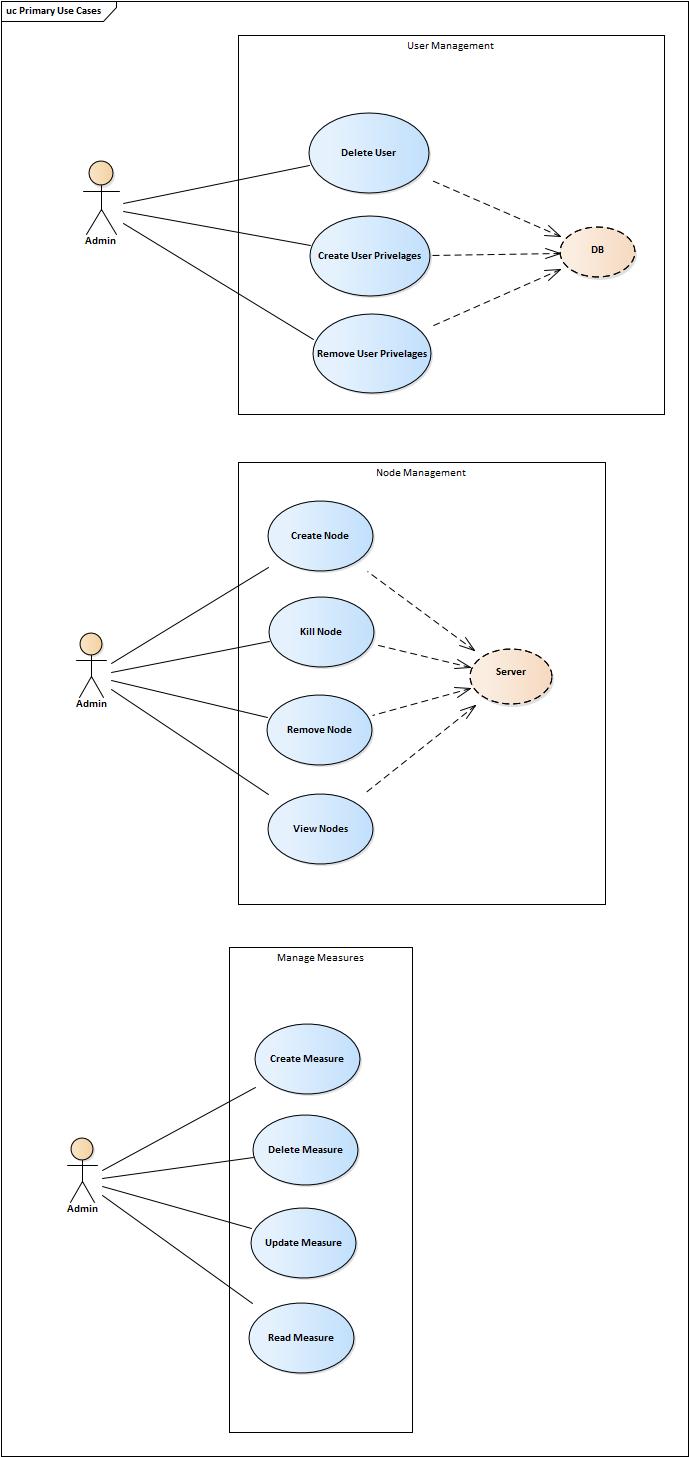 uc Primary Use Cases
User Management
Delete User
Admin
Create User Privelages
DB
Remove User Privelages
Node Management
Create Node
Kill Node
Admin
Server
Remove Node
View Nodes
Manage Measures
Create Measure
Delete Measure
Admin
Update Measure
Read Measure